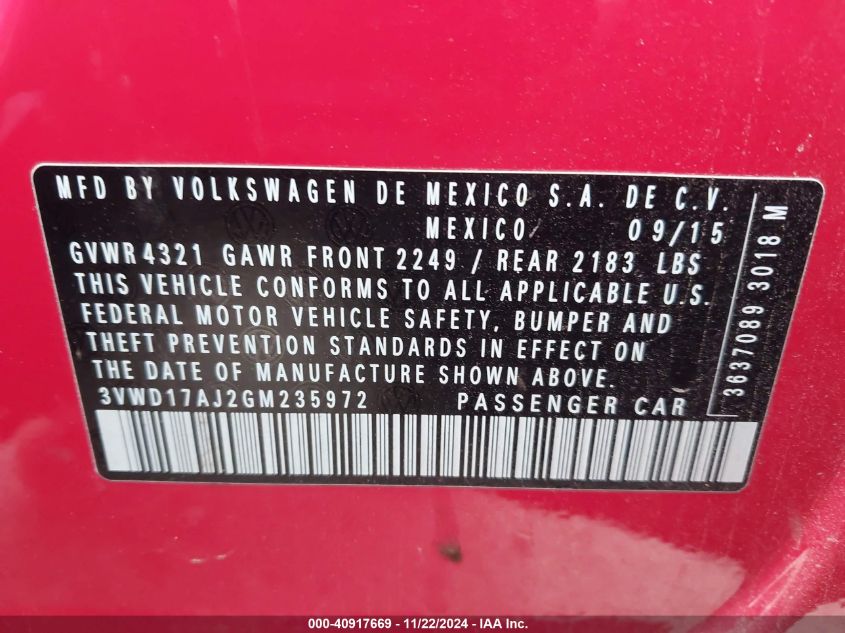 MFD BY VOLKSWAGEN DE MEXICO S.A. DE C.V.
MEXICO 09/15
GVWR 4321 GAWR FRONT 2249 / REAR 2183 LBS
THIS VEHICLE CONFORMS TO ALL APPLICABLE U.S.
FEDERAL MOTOR VEHICLE SAFETY, BUMPER AND
THEFT PREVENTION STANDARDS IN EFFECT ON
THE DATE OF MANUFACTURE SHOWN ABOVE.
3VWD17AJ2GM235972 PASSENGER CAR
3637089 3018 M
000-40917669 - 11/22/2024 - IAA Inc.